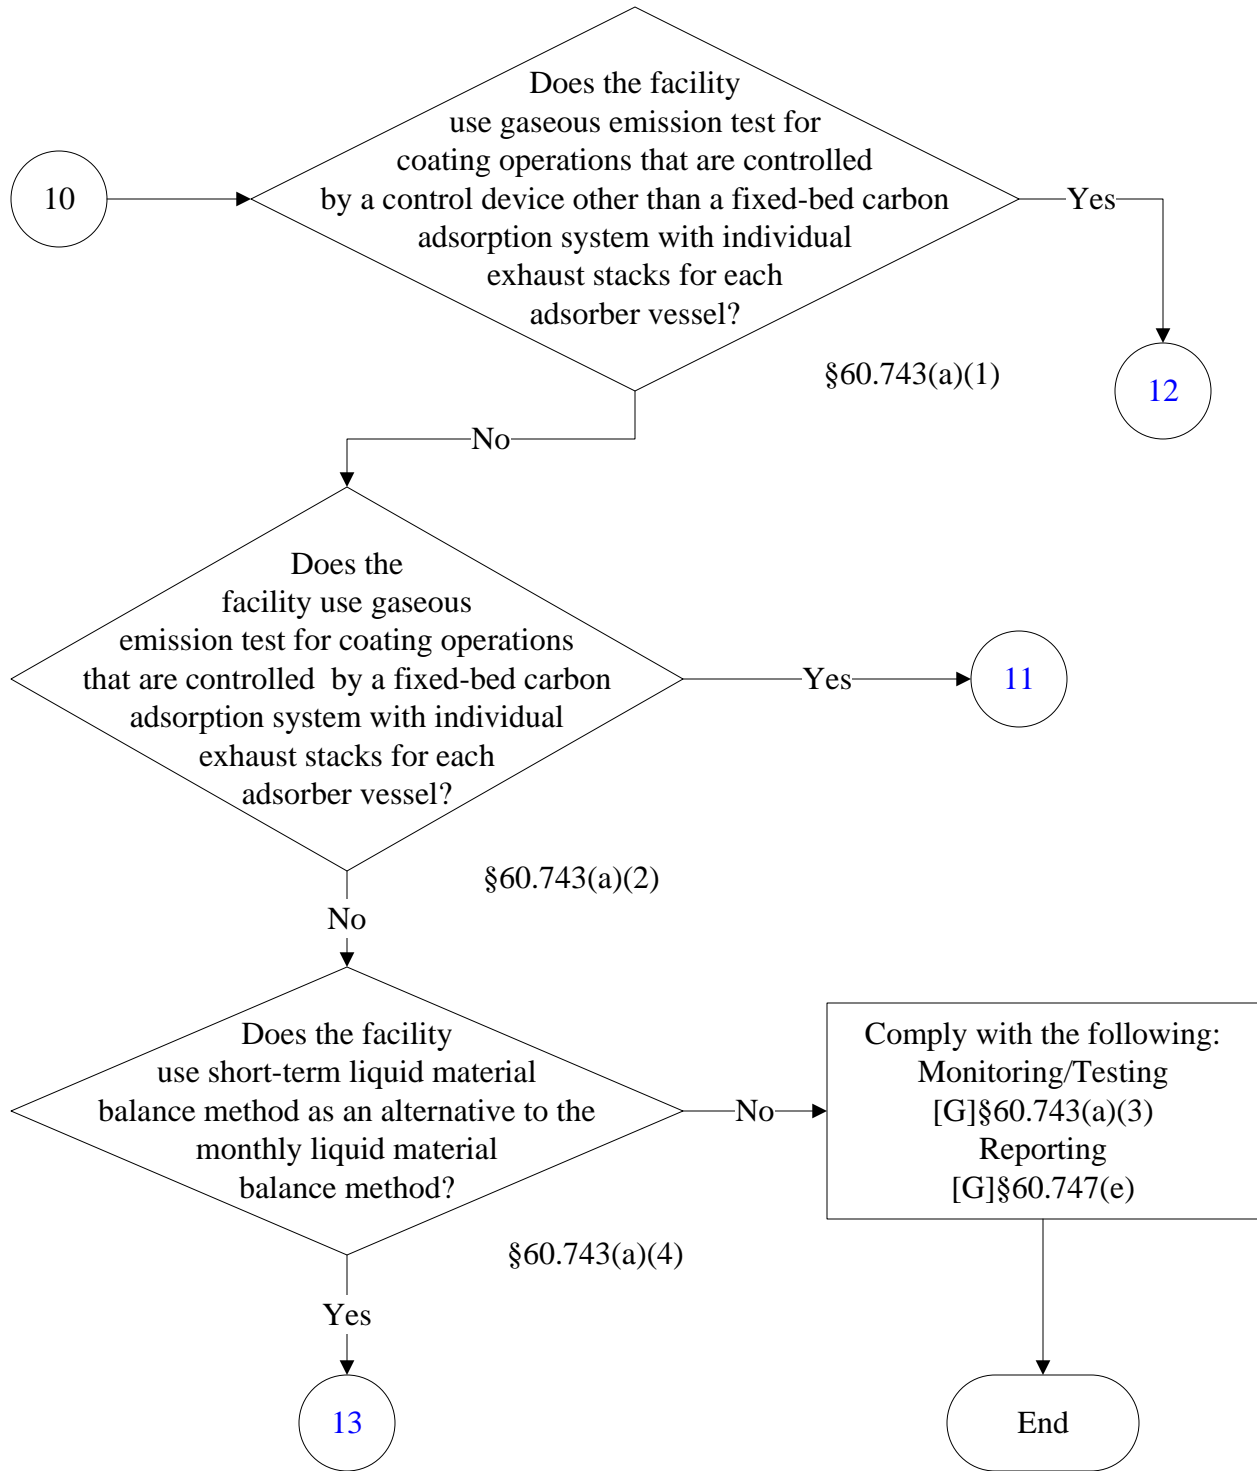 Does the facility
use gaseous emission test for
coating operations that are controlled
by a control device other than a fixed-bed carbon
adsorption system with individual
exhaust stacks for each
adsorber vessel?
10
Yes
§60.743(a)(1)
12
No
Does the
facility use gaseous
emission test for coating operations
that are controlled by a fixed-bed carbon
adsorption system with individual
exhaust stacks for each
adsorber vessel?
Yes
11
§60.743(a)(2)
No
Does the facility
use short-term liquid material
balance method as an alternative to the
monthly liquid material
balance method?
No
Comply with the following:
Monitoring/Testing
[G]§60.743(a)(3)
Reporting
[G]§60.747(e)
§60.743(a)(4)
Yes
13
End